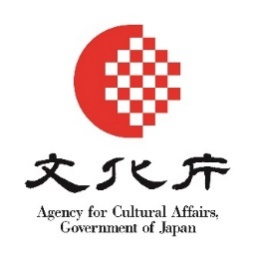 文化庁
Agency for Cultural Affairs,
Government of Japan